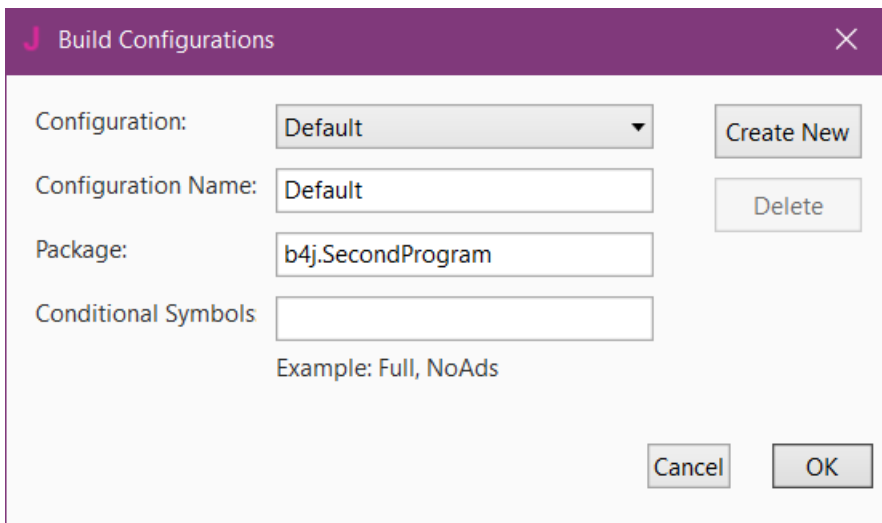 J Build Configurations
Configuration: Default Create New
Configuration Name: Default Delete
Package: b4j.SecondProgram
Conditional Symbols
Example: Full, NoAds
Cancel OK